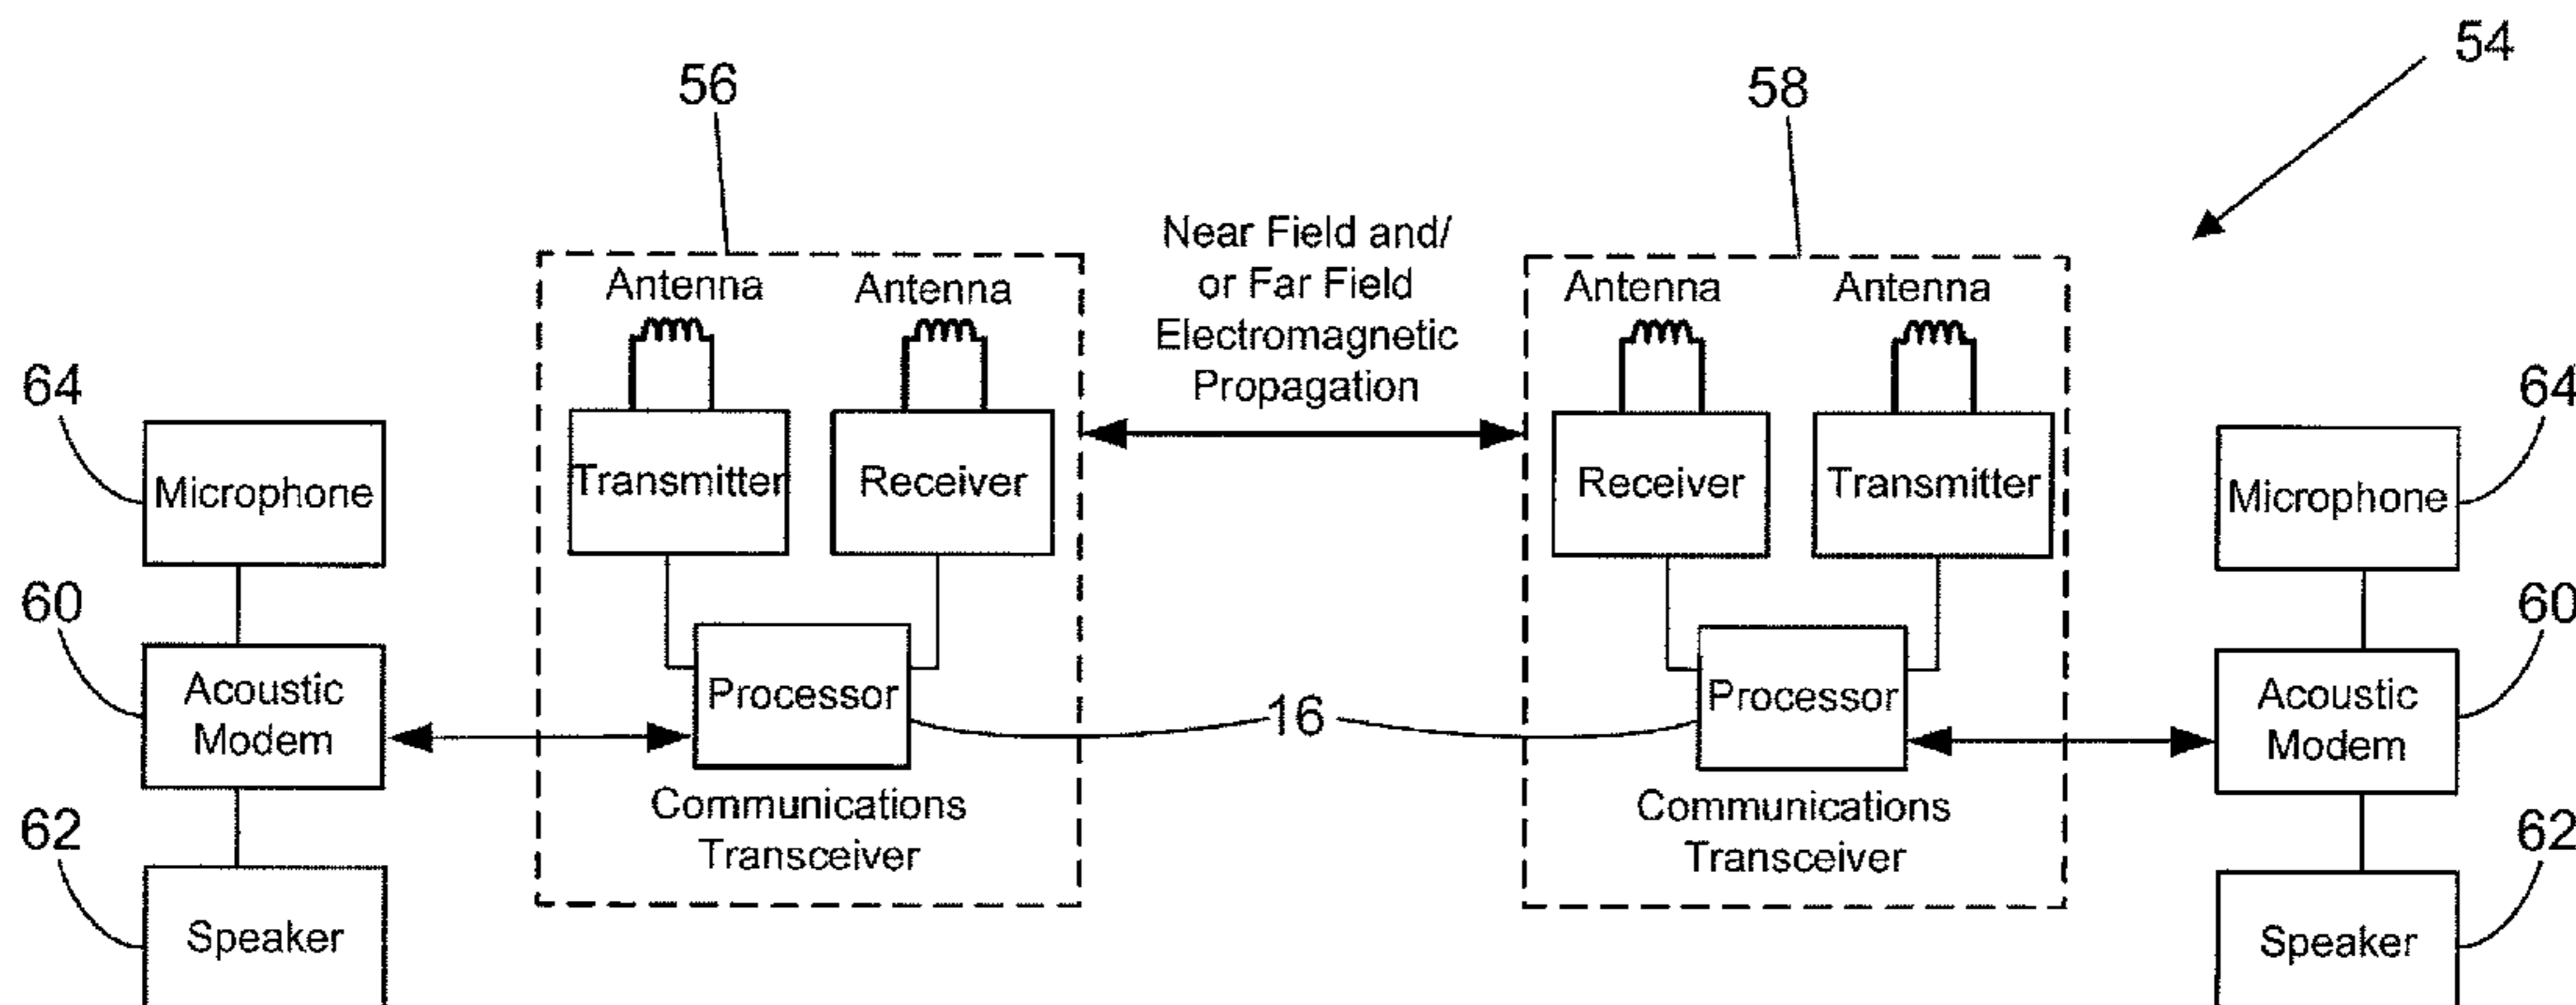 54
56
58
Near Field and/
or Far Field
Electromagnetic
Propagation
Antenna
Antenna
Antenna
Antenna
64
64
Microphone
Transmitter
Receiver
Receiver
Transmitter
Microphone
60
60
Acoustic
Modem
Processor
16
Processor
Acoustic
Modem
Communications
Transceiver
Communications
Transceiver
62
62
Speaker
Speaker